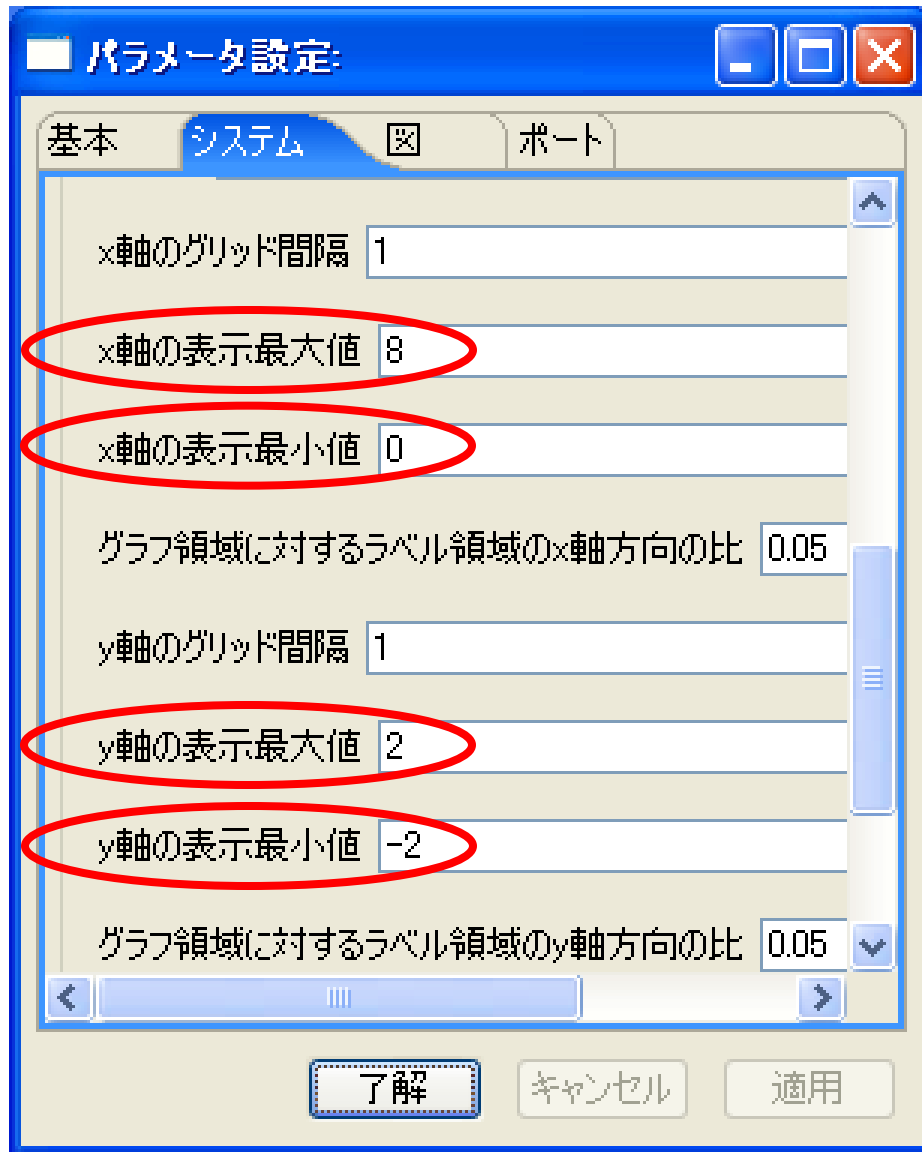 パラメータ設定:
基本 システム 図 ポート
x軸のグリッド間隔 1
x軸の表示最大値 8
x軸の表示最小値 0
グラフ領域に対するラベル領域のx軸方向の比 0.05
y軸のグリッド間隔 1
y軸の表示最大値 2
y軸の表示最小値 -2
グラフ領域に対するラベル領域のy軸方向の比 0.05
了解 キャンセル 適用